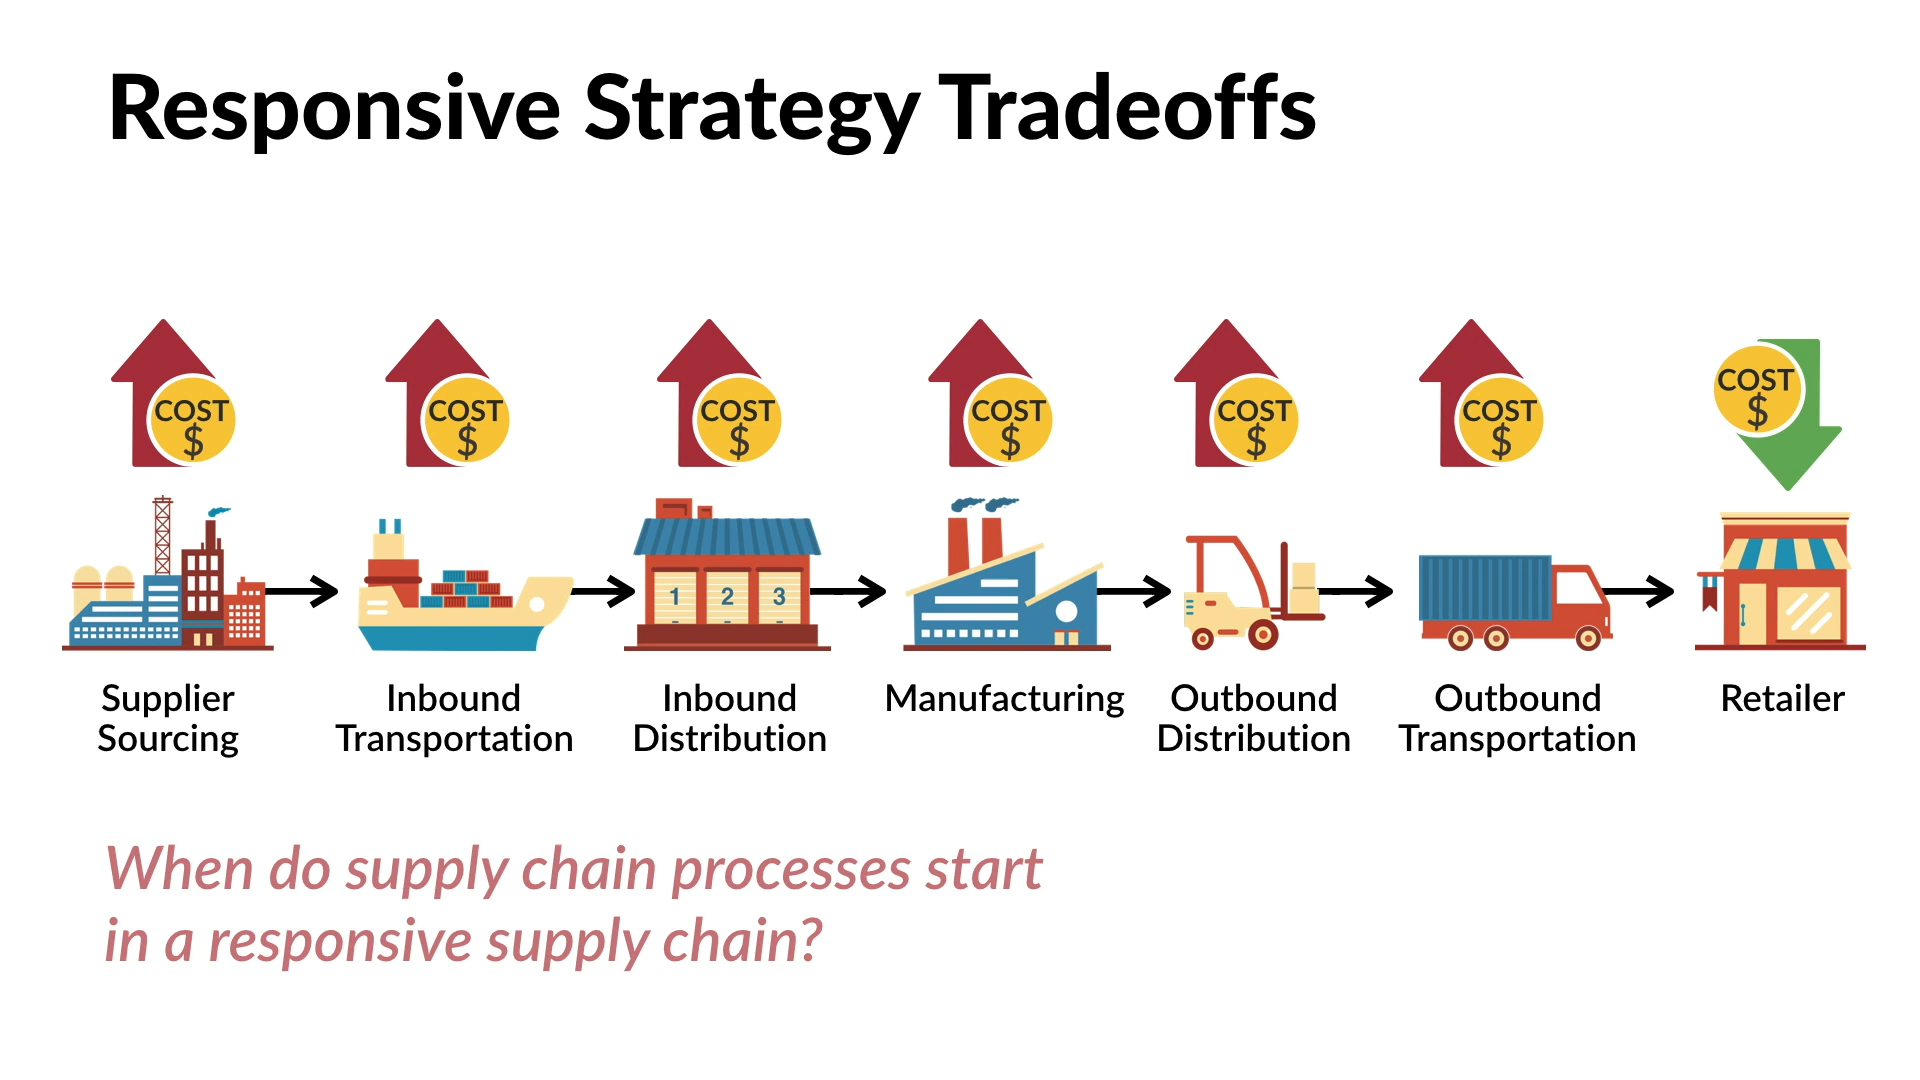 Responsive Strategy Tradeoffs
COST
$
COST
$
COST
$
COST
$
COST
$
COST
$
COST
$
1 2 3
Supplier
Sourcing
Inbound
Transportation
Inbound
Distribution
Manufacturing
Outbound
Distribution
Outbound
Transportation
Retailer
When do supply chain processes start
in a responsive supply chain?